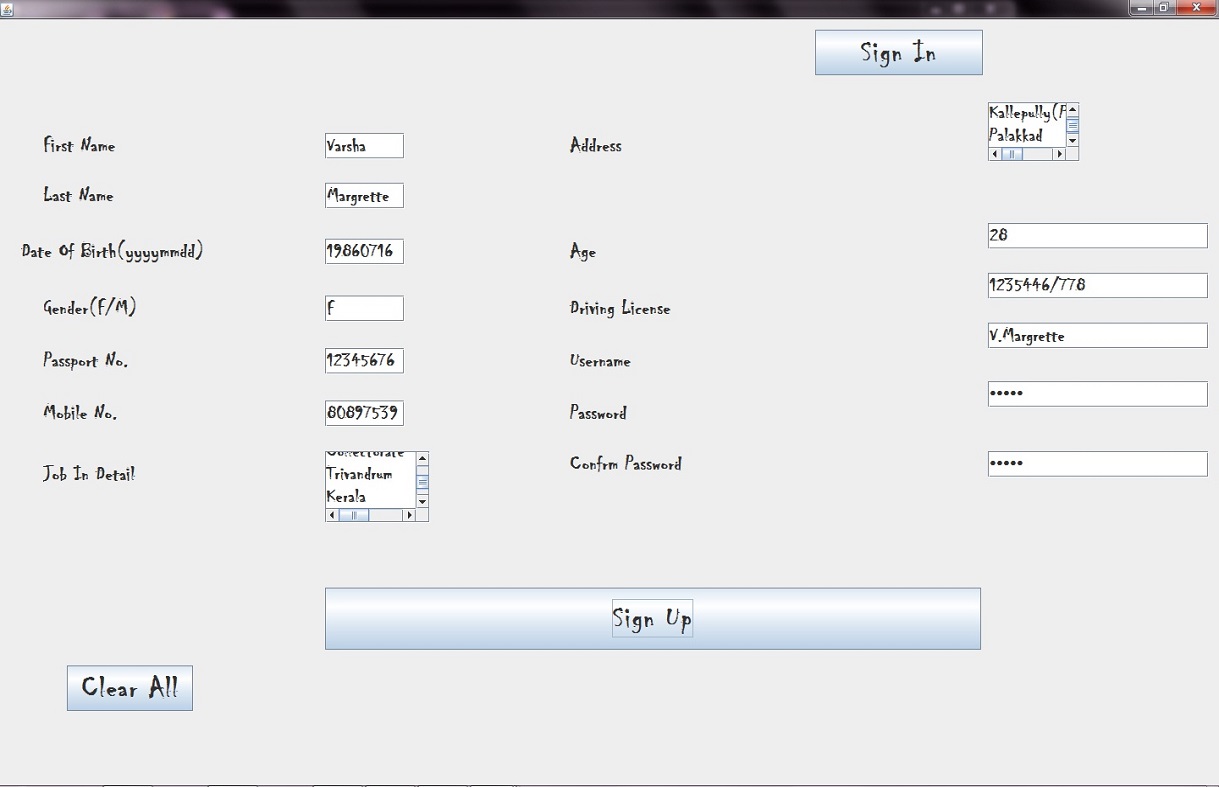 Sign In
First Name
Varsha
Address
Kallepully(P
Palakkad
Last Name
Margrette
Date Of Birth(yyyymmdd)
19860716
Age
28
Gender(F/M)
F
Driving License
1235446/778
Passport No.
12345676
Username
V.Margrette
Mobile No.
80897539
Password
•••••
Job In Detail
Collectorate
Trivandrum
Kerala
Confrm Password
•••••
Sign Up
Clear All